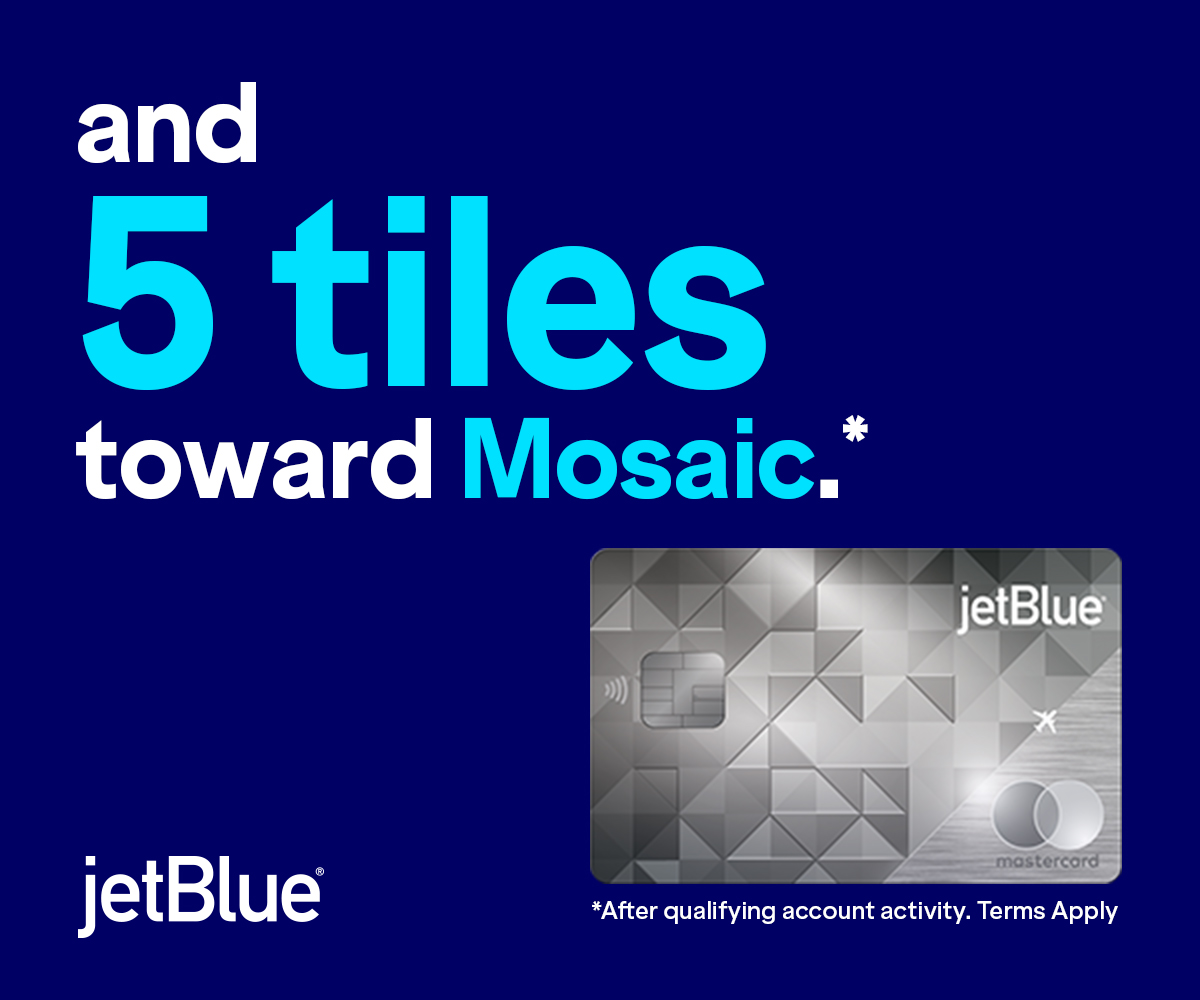 and
5 tiles
toward Mosaic.*
jetBlue®
mastercard
jetBlue®
*After qualifying account activity. Terms Apply